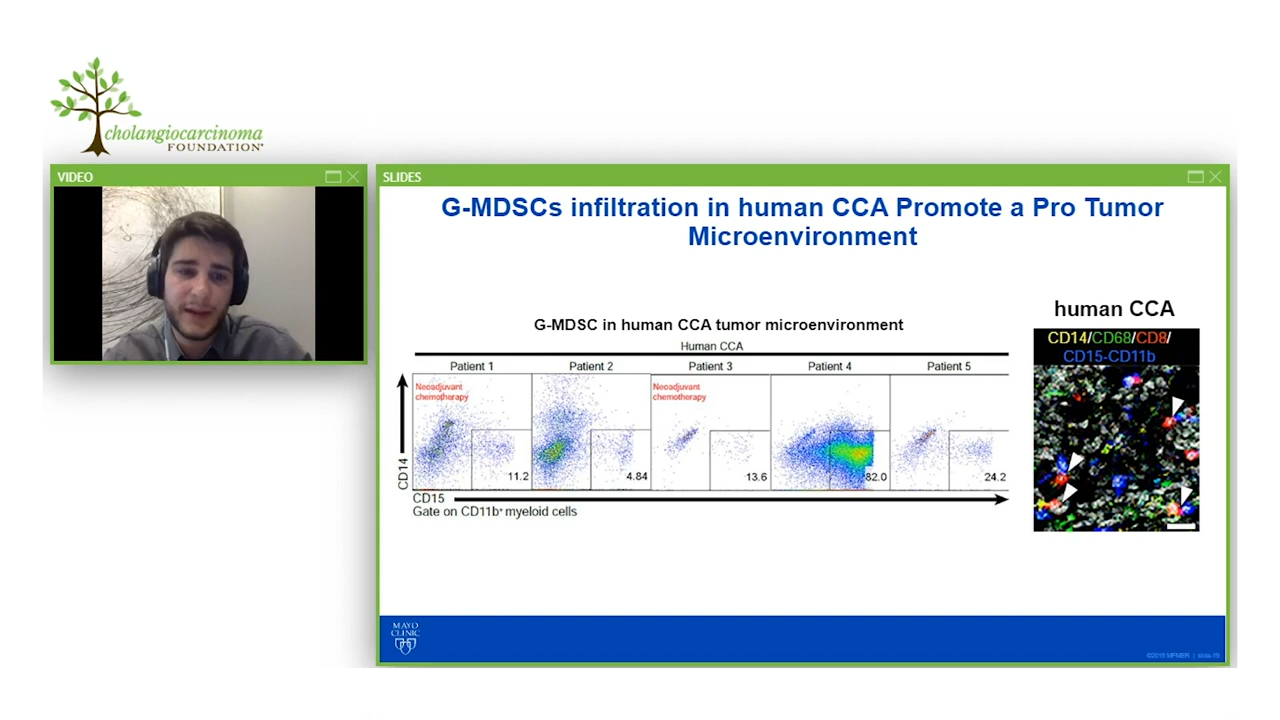 cholangiocarcinoma
FOUNDATION
VIDEO
SLIDES
G-MDSCs infiltration in human CCA Promote a Pro Tumor
Microenvironment
G-MDSC in human CCA tumor microenvironment
Human CCA
Patient 1 Patient 2 Patient 3 Patient 4 Patient 5
Neoadjuvant
chemotherapy
Neoadjuvant
chemotherapy
CD14
11.2 4.84 13.6 82.0 24.2
CD15
Gate on CD11b⁺ myeloid cells
human CCA
CD14/CD68/CD8/
CD15-CD11b
MAYO
CLINIC
©2019 MFMER | slide-19